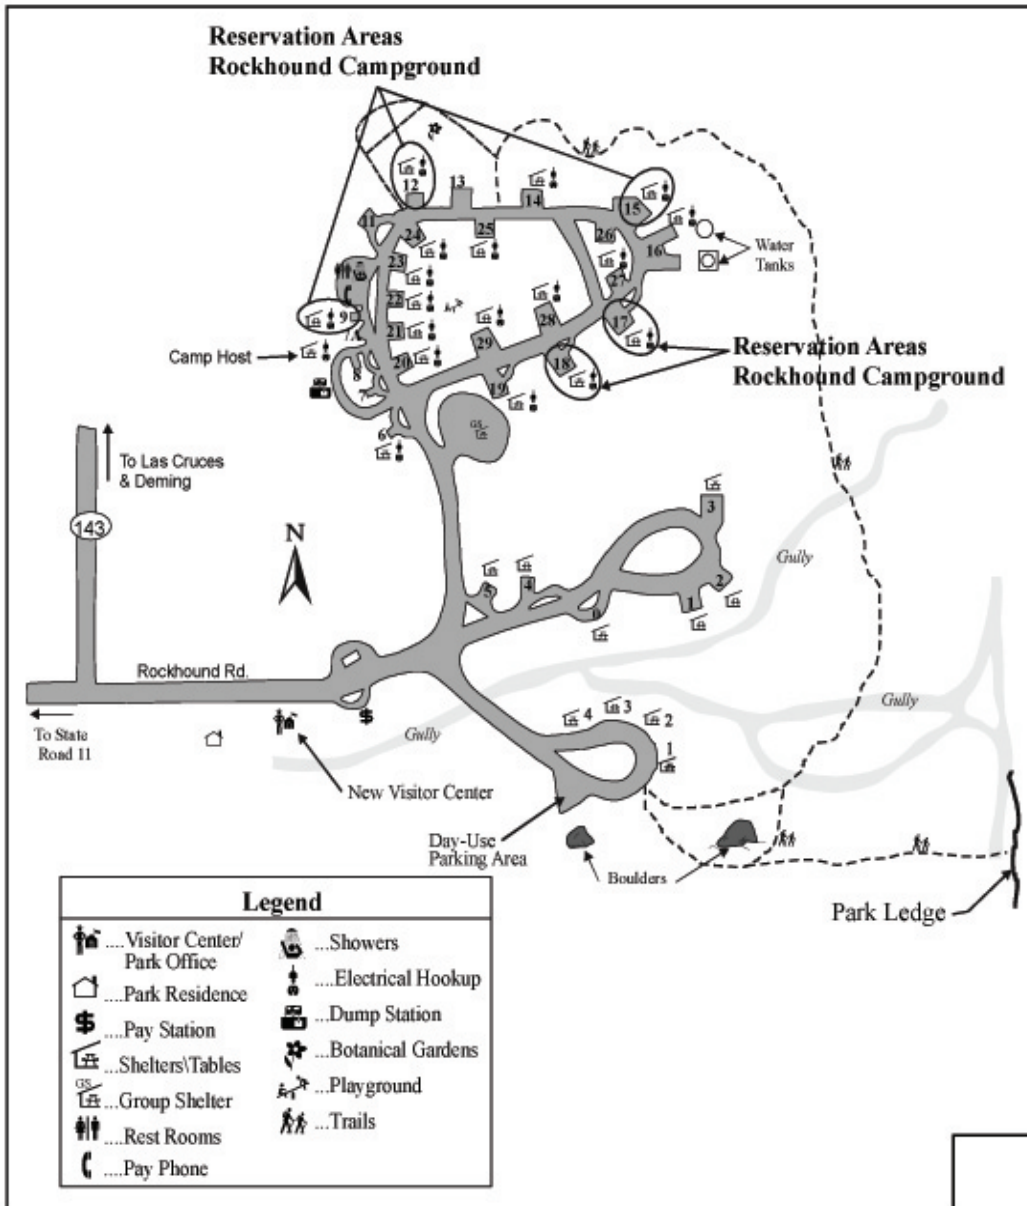 Reservation Areas
Rockhound Campground
12
13
14
15
11
24
25
26
16
Water
Tanks
23
27
22
9
21
28
17
29
Camp Host
20
18
8
7
19
Reservation Areas
Rockhound Campground
6
GS
To Las Cruces
& Deming
143
N
3
Gully
5
4
2
1
0
Rockhound Rd.
$
To State
Road 11
Gully
Gully
4
3
2
1
New Visitor Center
Day-Use
Parking Area
Boulders
Park Ledge
Legend
....Visitor Center/
Park Office
....Park Residence
$ ....Pay Station
....Shelters\Tables
GS
...Group Shelter
....Rest Rooms
....Pay Phone
...Showers
....Electrical Hookup
...Dump Station
...Botanical Gardens
...Playground
...Trails